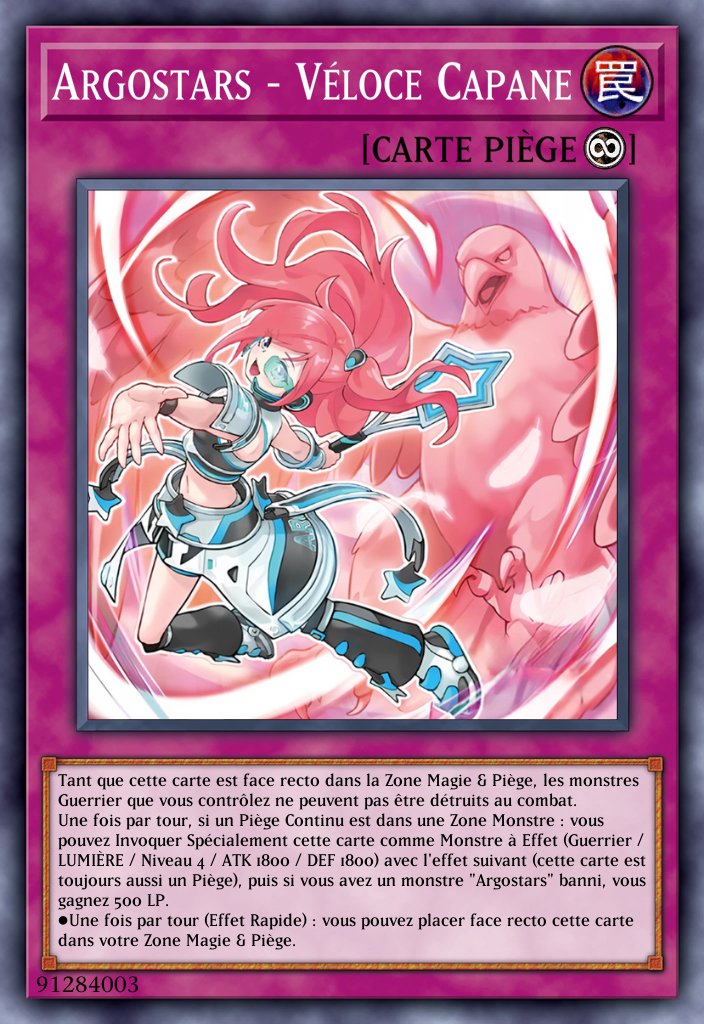 Argostars - Véloce Capane
罠
[CARTE PIÈGE ]
Tant que cette carte est face recto dans la Zone Magie & Piège, les monstres
Guerrier que vous contrôlez ne peuvent pas être détruits au combat.
Une fois par tour, si un Piège Continu est dans une Zone Monstre : vous
pouvez Invoquer Spécialement cette carte comme Monstre à Effet (Guerrier /
LUMIÈRE / Niveau 4 / ATK 1800 / DEF 1800) avec l'effet suivant (cette carte est
toujours aussi un Piège), puis si vous avez un monstre "Argostars" banni, vous
gagnez 500 LP.
●Une fois par tour (Effet Rapide) : vous pouvez placer face recto cette carte
dans votre Zone Magie & Piège.
91284003